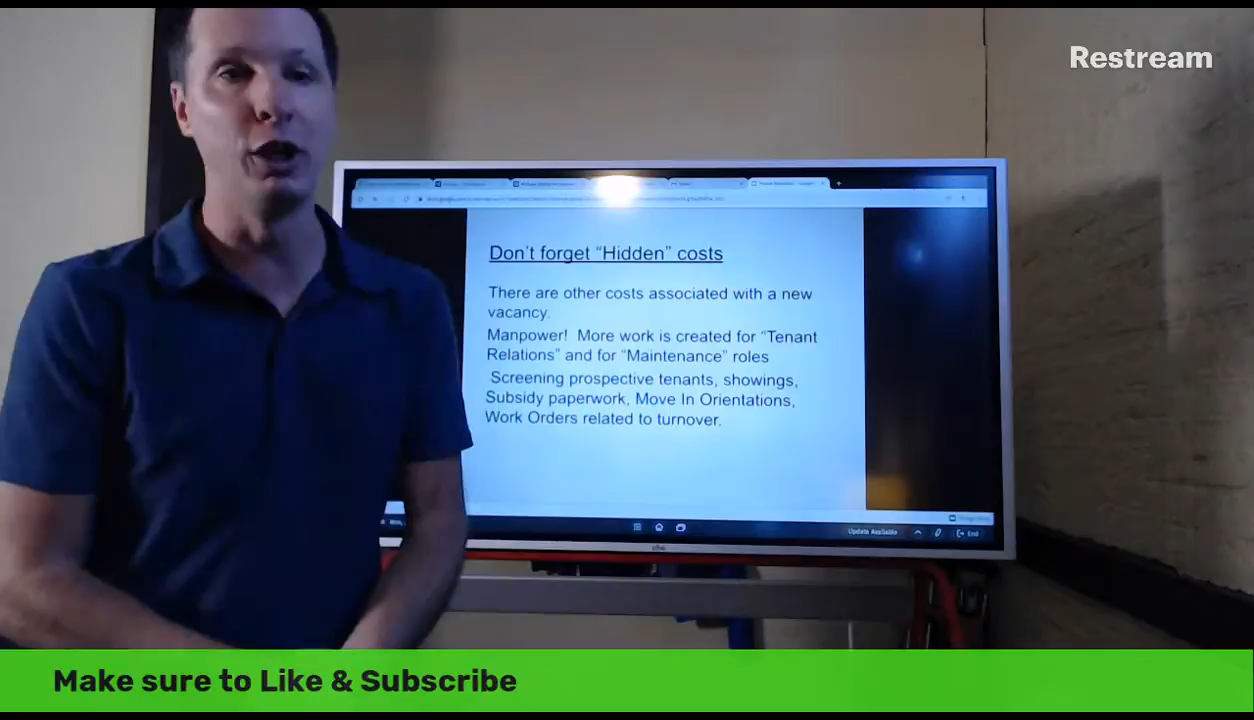 Restream
Don't forget “Hidden” costs
There are other costs associated with a new
vacancy.
Manpower! More work is created for “Tenant
Relations” and for “Maintenance” roles
Screening prospective tenants, showings,
Subsidy paperwork, Move In Orientations,
Work Orders related to turnover.
Update Available
End
Make sure to Like & Subscribe